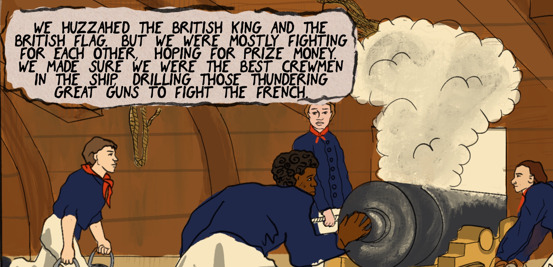 WE HUZZAHED THE BRITISH KING AND THE
BRITISH FLAG. BUT WE WERE MOSTLY FIGHTING
FOR EACH OTHER, HOPING FOR PRIZE MONEY.
WE MADE SURE WE WERE THE BEST CREWMEN
IN THE SHIP, DRILLING THOSE THUNDERING
GREAT GUNS TO FIGHT THE FRENCH.